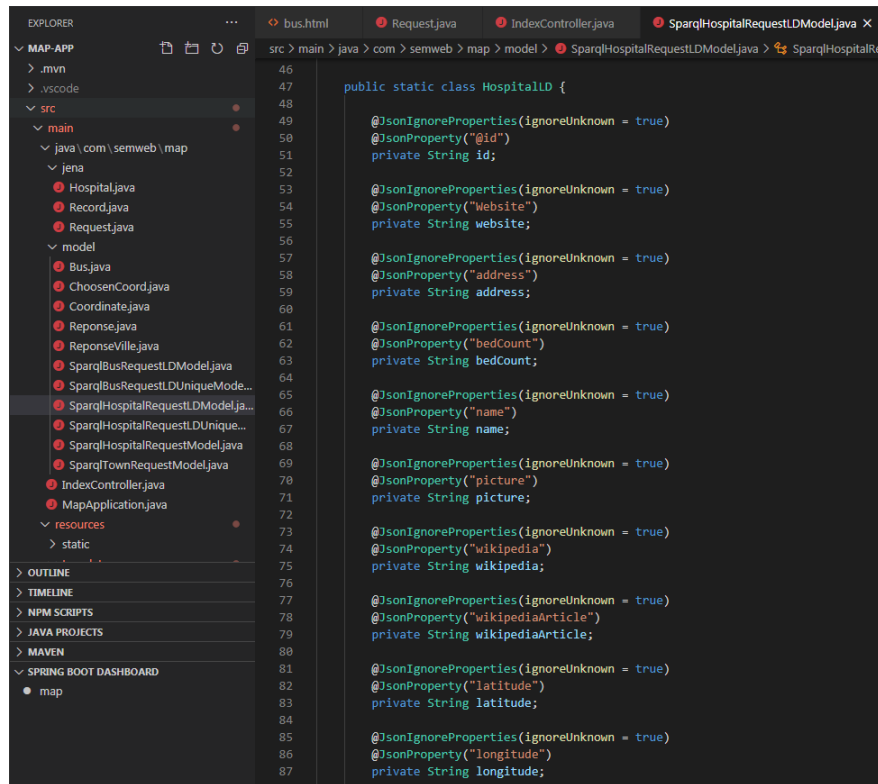 EXPLORER
MAP-APP
.mvn
.vscode
src
main
java\com\semweb\map
jena
Hospital.java
Record.java
Request.java
model
Bus.java
ChoosenCoord.java
Coordinate.java
Reponse.java
ReponseVille.java
SparqlBusRequestLDModel.java
SparqlBusRequestLDUniqueMode...
SparqlHospitalRequestLDModel.ja...
SparqlHospitalRequestLDUnique...
SparqlHospitalRequestModel.java
SparqlTownRequestModel.java
IndexController.java
MapApplication.java
resources
static
OUTLINE
TIMELINE
NPM SCRIPTS
JAVA PROJECTS
MAVEN
SPRING BOOT DASHBOARD
map
bus.html Request.java IndexController.java SparqlHospitalRequestLDModel.java
src > main > java > com > semweb > map > model > SparqlHospitalRequestLDModel.java > SparqlHospitalRe
46
47 public static class HospitalLD {
48
49 @JsonIgnoreProperties(ignoreUnknown = true)
50 @JsonProperty("@id")
51 private String id;
52
53 @JsonIgnoreProperties(ignoreUnknown = true)
54 @JsonProperty("Website")
55 private String website;
56
57 @JsonIgnoreProperties(ignoreUnknown = true)
58 @JsonProperty("address")
59 private String address;
60
61 @JsonIgnoreProperties(ignoreUnknown = true)
62 @JsonProperty("bedCount")
63 private String bedCount;
64
65 @JsonIgnoreProperties(ignoreUnknown = true)
66 @JsonProperty("name")
67 private String name;
68
69 @JsonIgnoreProperties(ignoreUnknown = true)
70 @JsonProperty("picture")
71 private String picture;
72
73 @JsonIgnoreProperties(ignoreUnknown = true)
74 @JsonProperty("wikipedia")
75 private String wikipedia;
76
77 @JsonIgnoreProperties(ignoreUnknown = true)
78 @JsonProperty("wikipediaArticle")
79 private String wikipediaArticle;
80
81 @JsonIgnoreProperties(ignoreUnknown = true)
82 @JsonProperty("latitude")
83 private String latitude;
84
85 @JsonIgnoreProperties(ignoreUnknown = true)
86 @JsonProperty("longitude")
87 private String longitude;